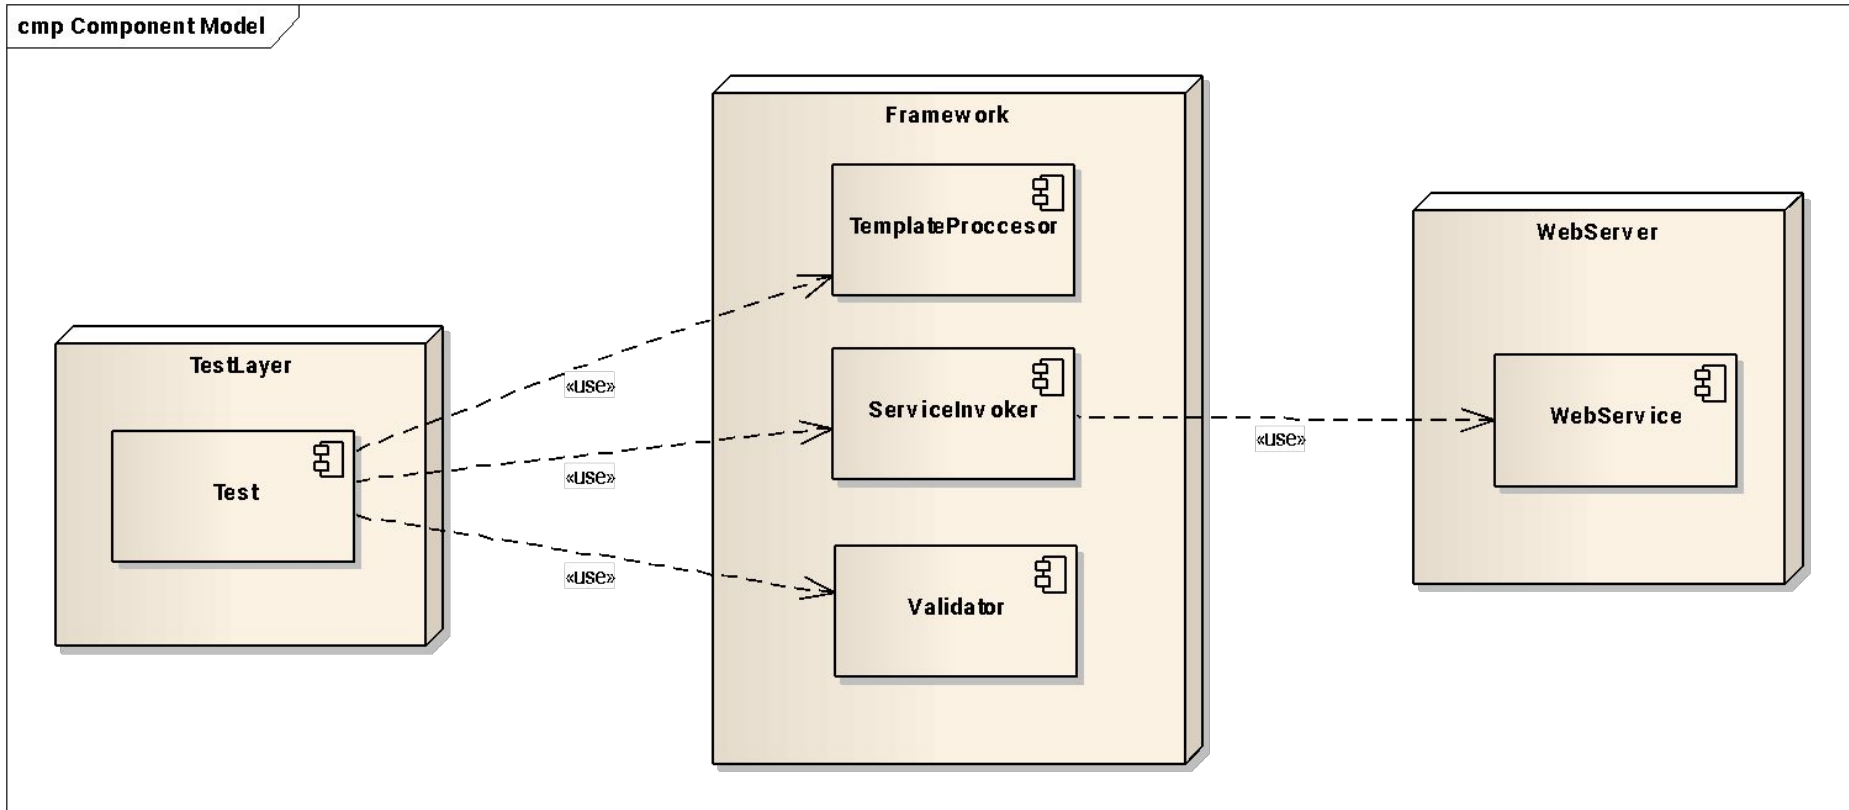 cmp Component Model
Framework
TemplateProccesor
WebServer
TestLayer
«use»
ServiceInvoker
WebService
«use»
«use»
Test
«use»
Validator